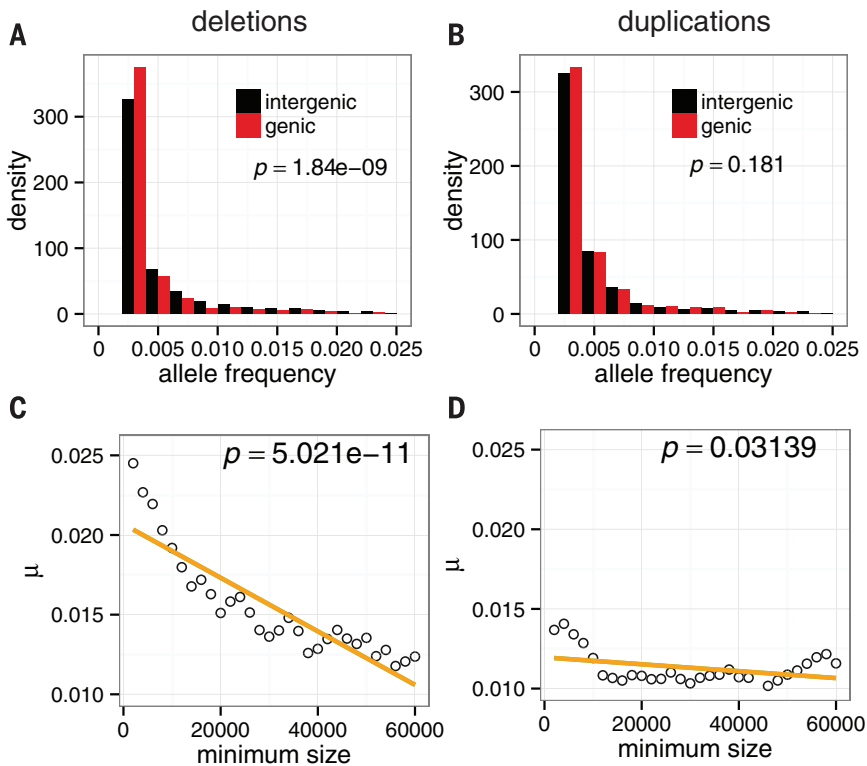 A deletions
350
intergenic
genic
p = 1.84e−09
300
200
100
0
density
0 0.005 0.010 0.015 0.020 0.025
allele frequency
B duplications
intergenic
genic
p = 0.181
300
200
100
0
density
0 0.005 0.010 0.015 0.020 0.025
allele frequency
C
p = 5.021e−11
0.025
0.020
0.015
0.010
μ
0 20000 40000 60000
minimum size
D
p = 0.03139
0.025
0.020
0.015
0.010
μ
0 20000 40000 60000
minimum size